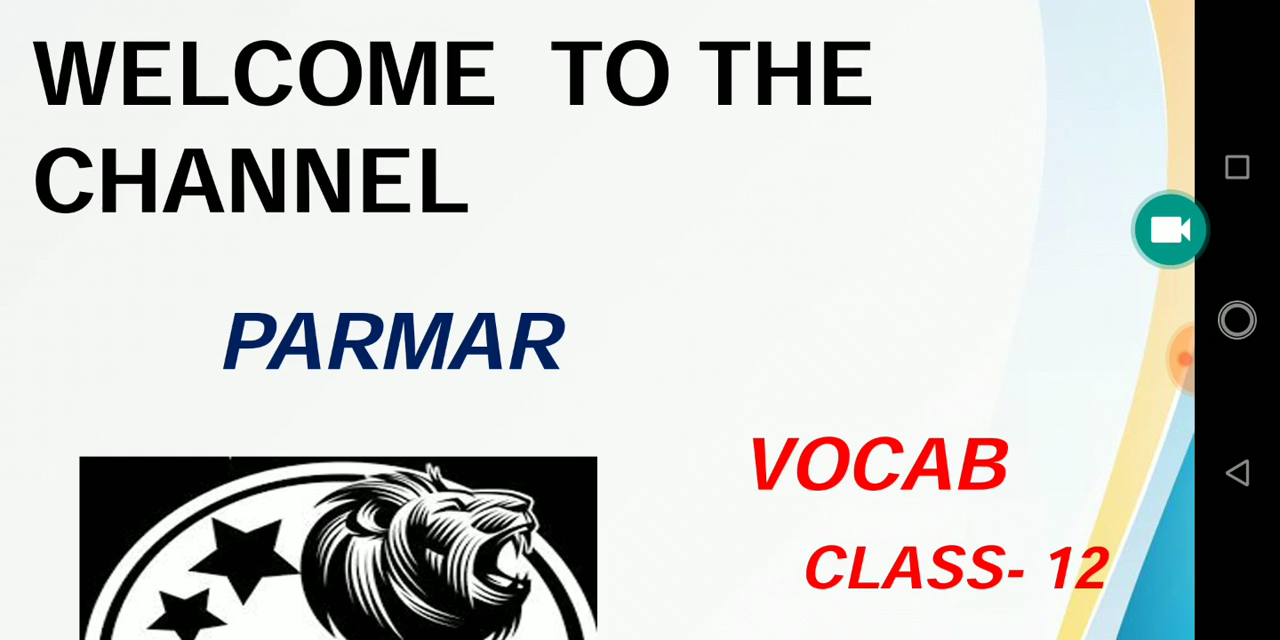 WELCOME TO THE
CHANNEL
PARMAR
VOCAB
CLASS- 12